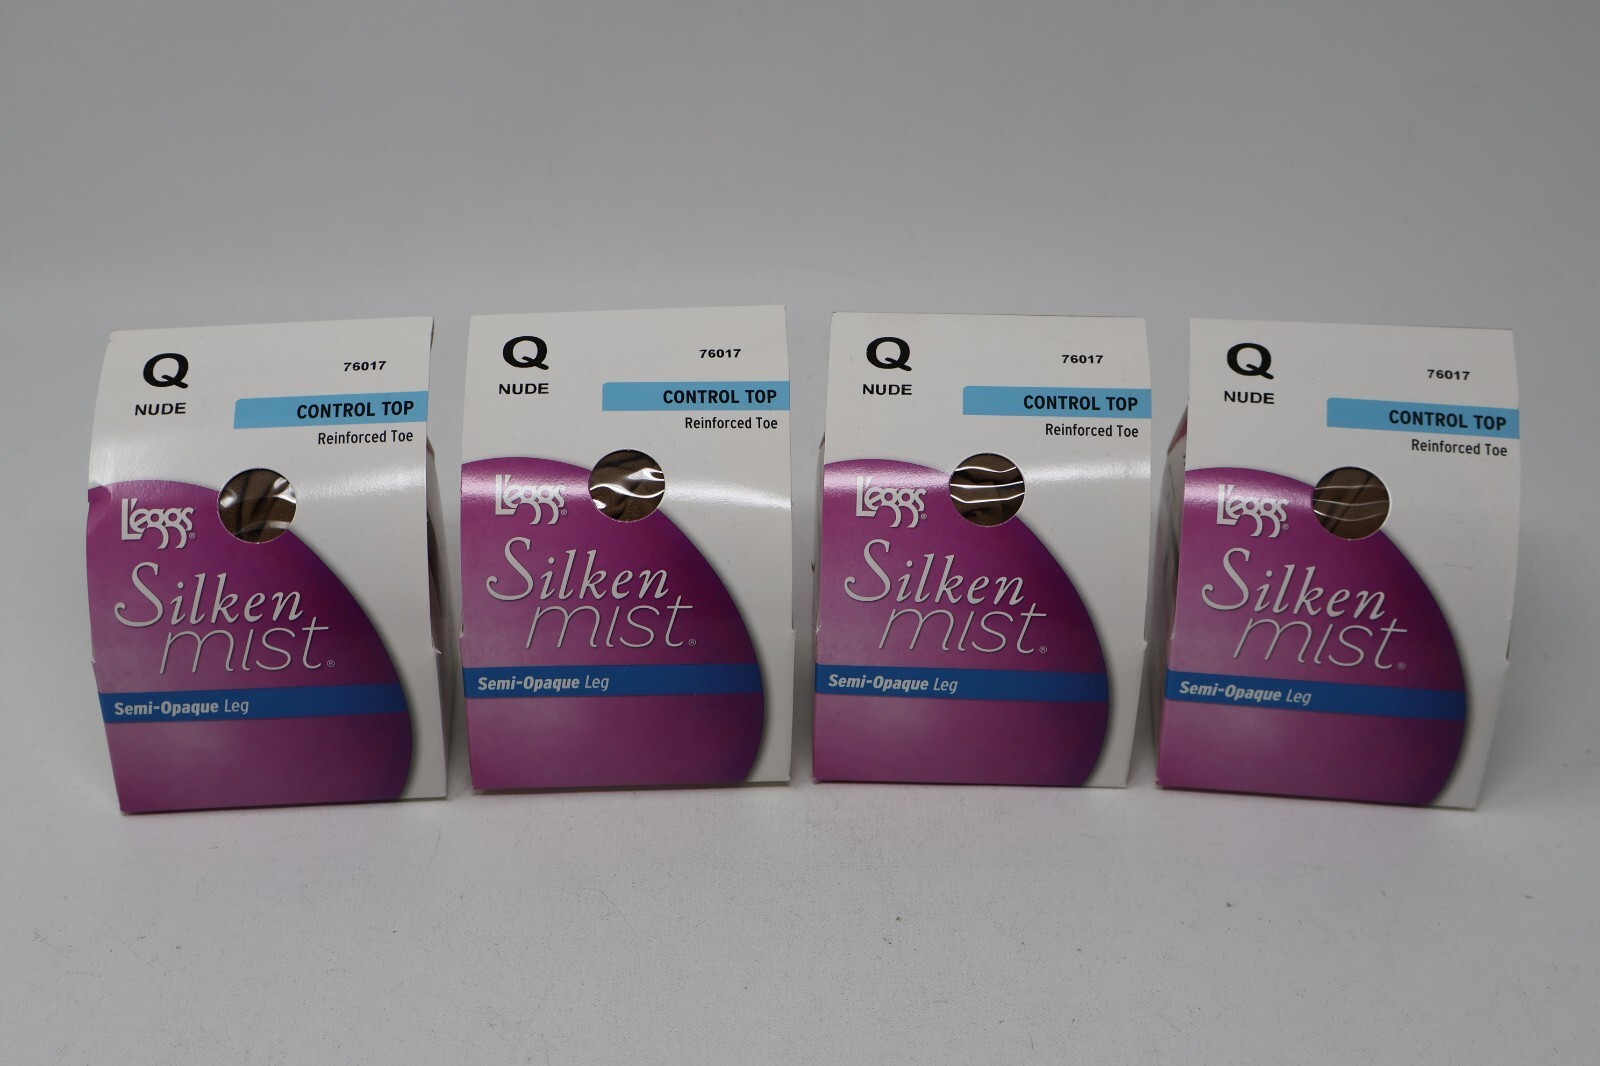 Q
76017
NUDE
CONTROL TOP
Reinforced Toe
L'eggs®
Silken
mist®
Semi-Opaque Leg
Q
76017
NUDE
CONTROL TOP
Reinforced Toe
L'eggs®
Silken
mist®
Semi-Opaque Leg
Q
76017
NUDE
CONTROL TOP
Reinforced Toe
L'eggs®
Silken
mist®
Semi-Opaque Leg
Q
76017
NUDE
CONTROL TOP
Reinforced Toe
L'eggs®
Silken
mist®
Semi-Opaque Leg